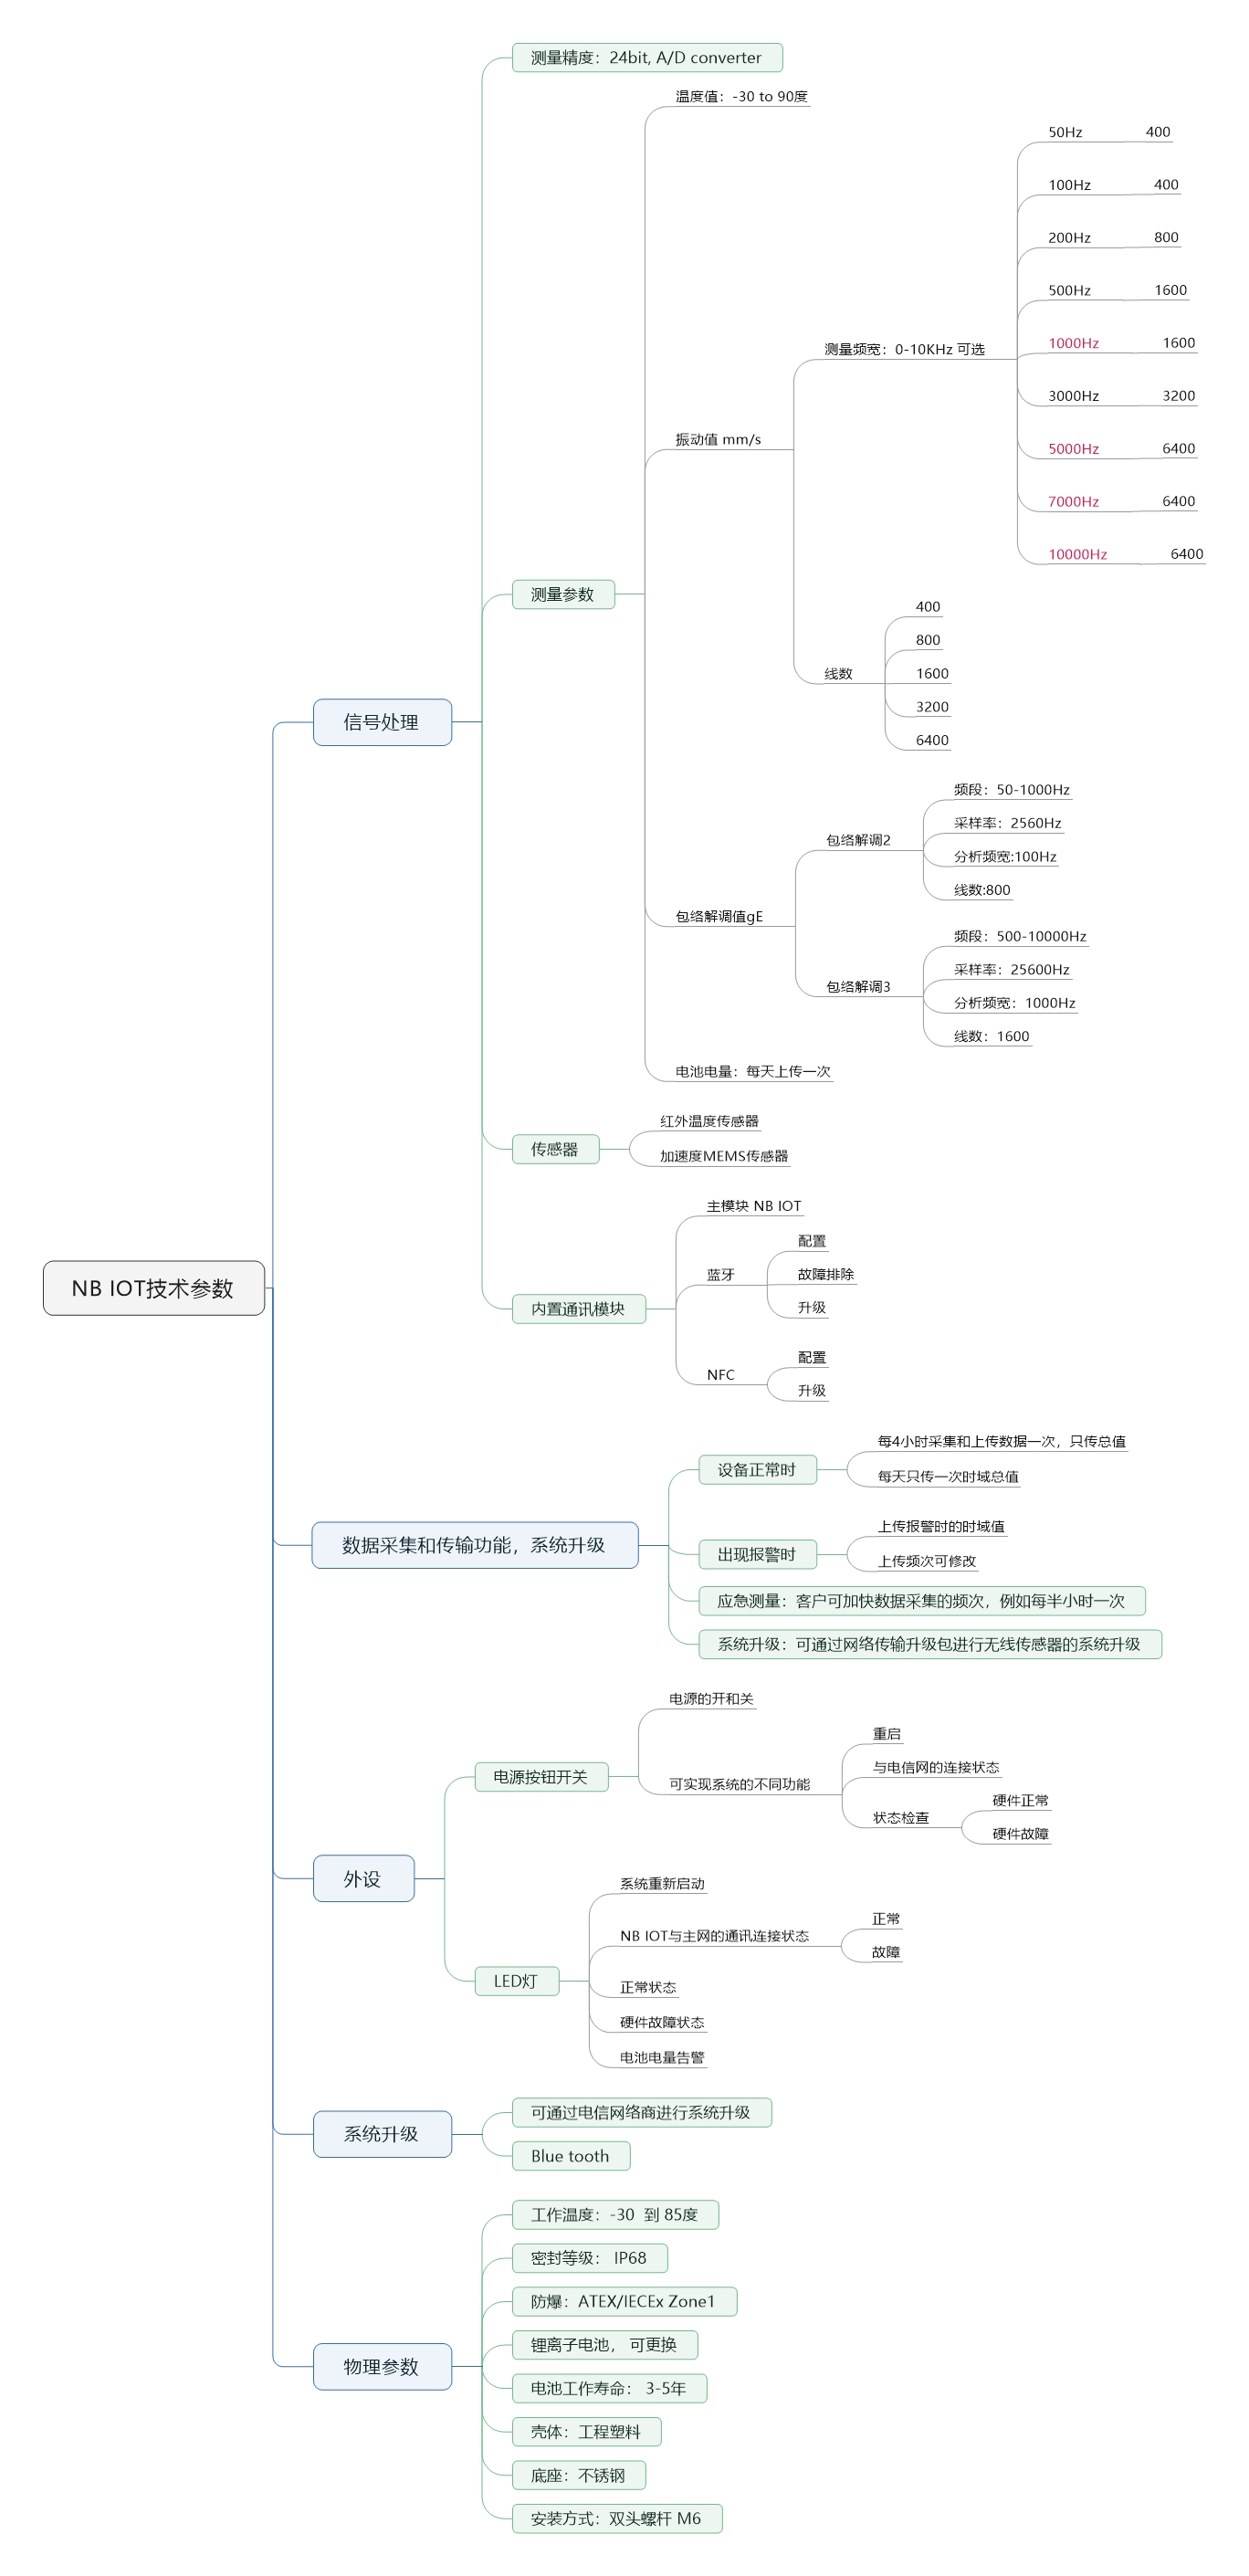 测量精度：24bit, A/D converter
温度值：-30 to 90度
50Hz 400
100Hz 400
200Hz 800
500Hz 1600
测量频宽：0-10KHz 可选
1000Hz 1600
3000Hz 3200
5000Hz 6400
7000Hz 6400
10000Hz 6400
振动值 mm/s
测量参数
线数
400
800
1600
3200
6400
信号处理
包络解调值gE
包络解调2
频段：50-1000Hz
采样率：2560Hz
分析频宽:100Hz
线数:800
包络解调3
频段：500-10000Hz
采样率：25600Hz
分析频宽：1000Hz
线数：1600
电池电量：每天上传一次
传感器
红外温度传感器
加速度MEMS传感器
NB IOT技术参数
内置通讯模块
主模块 NB IOT
蓝牙
配置
故障排除
升级
NFC
配置
升级
数据采集和传输功能，系统升级
设备正常时
每4小时采集和上传数据一次，只传总值
每天只传一次时域总值
出现报警时
上传报警时的时域值
上传频次可修改
应急测量：客户可加快数据采集的频次，例如每半小时一次
系统升级：可通过网络传输升级包进行无线传感器的系统升级
外设
电源按钮开关
电源的开和关
可实现系统的不同功能
重启
与电信网的连接状态
状态检查
硬件正常
硬件故障
LED灯
系统重新启动
NB IOT与主网的通讯连接状态
正常
故障
正常状态
硬件故障状态
电池电量告警
系统升级
可通过电信网络商进行系统升级
Blue tooth
物理参数
工作温度：-30 到 85度
密封等级： IP68
防爆：ATEX/IECEx Zone1
锂离子电池， 可更换
电池工作寿命： 3-5年
壳体：工程塑料
底座：不锈钢
安装方式：双头螺杆 M6